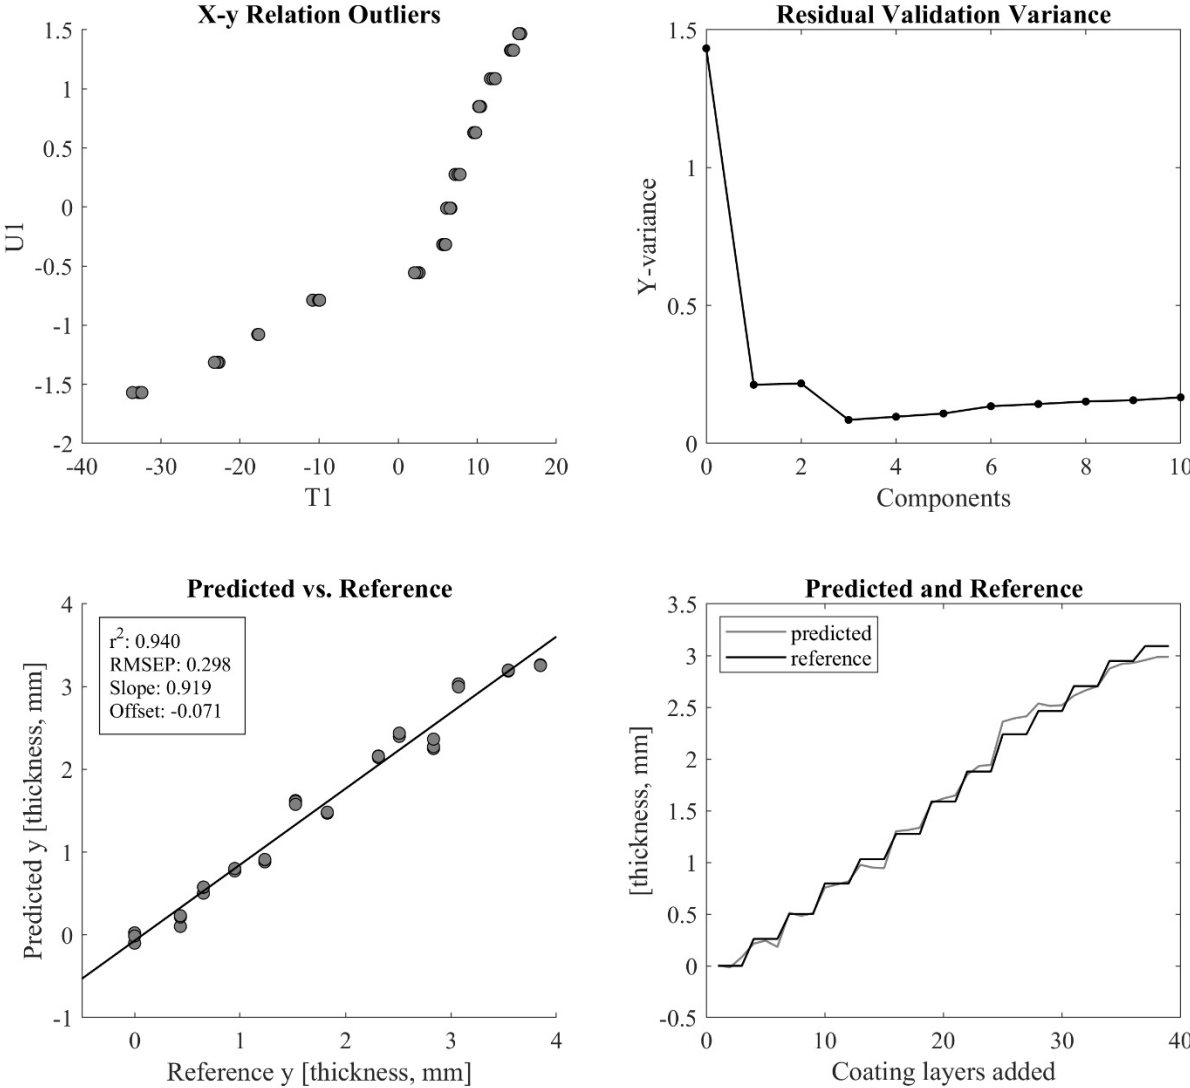 X-y Relation Outliers
1.5
1
0.5
0
-0.5
-1
-1.5
-2
U1
-40 -30 -20 -10 0 10 20
T1
Residual Validation Variance
1.5
1
0.5
0
Y-variance
0 2 4 6 8 10
Components
Predicted vs. Reference
r²: 0.940
RMSEP: 0.298
Slope: 0.919
Offset: -0.071
4
3
2
1
0
-1
Predicted y [thickness, mm]
0 1 2 3 4
Reference y [thickness, mm]
Predicted and Reference
predicted
reference
3.5
3
2.5
2
1.5
1
0.5
0
-0.5
[thickness, mm]
0 10 20 30 40
Coating layers added